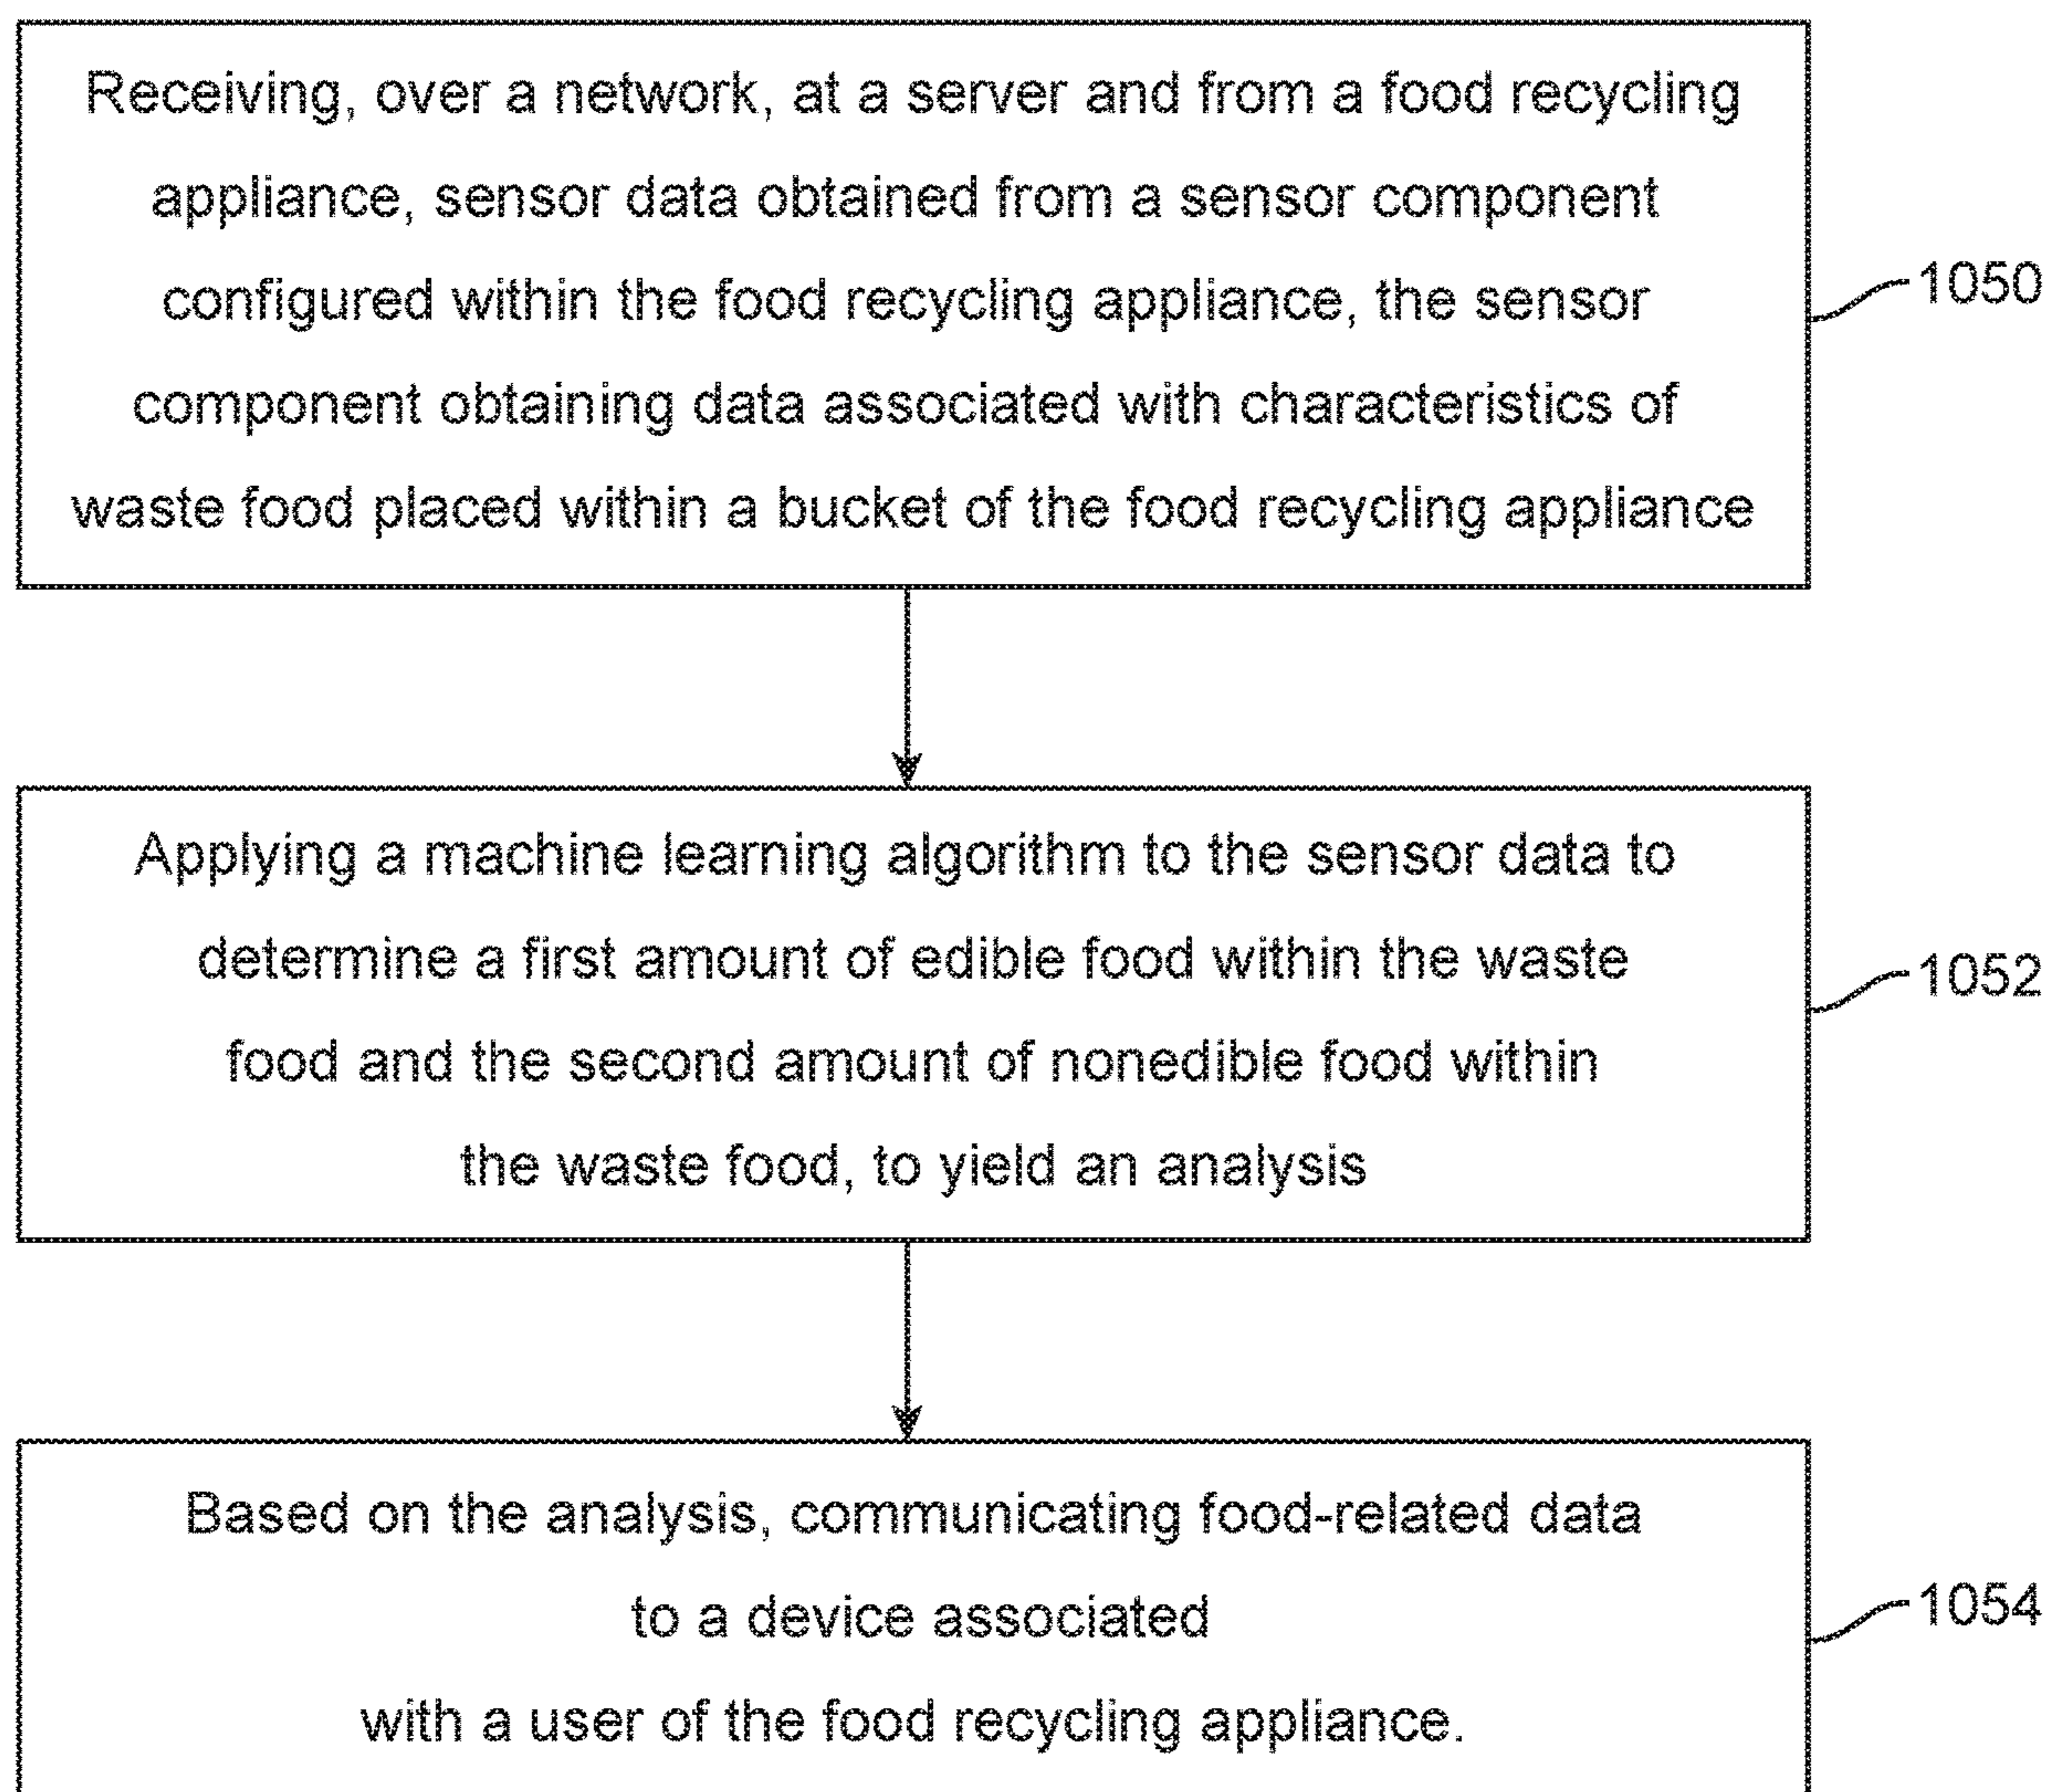 Receiving, over a network, at a server and from a food recycling
appliance, sensor data obtained from a sensor component
configured within the food recycling appliance, the sensor
component obtaining data associated with characteristics of
waste food placed within a bucket of the food recycling appliance
1050
Applying a machine learning algorithm to the sensor data to
determine a first amount of edible food within the waste
food and the second amount of nonedible food within
the waste food, to yield an analysis
1052
Based on the analysis, communicating food-related data
to a device associated
with a user of the food recycling appliance.
1054